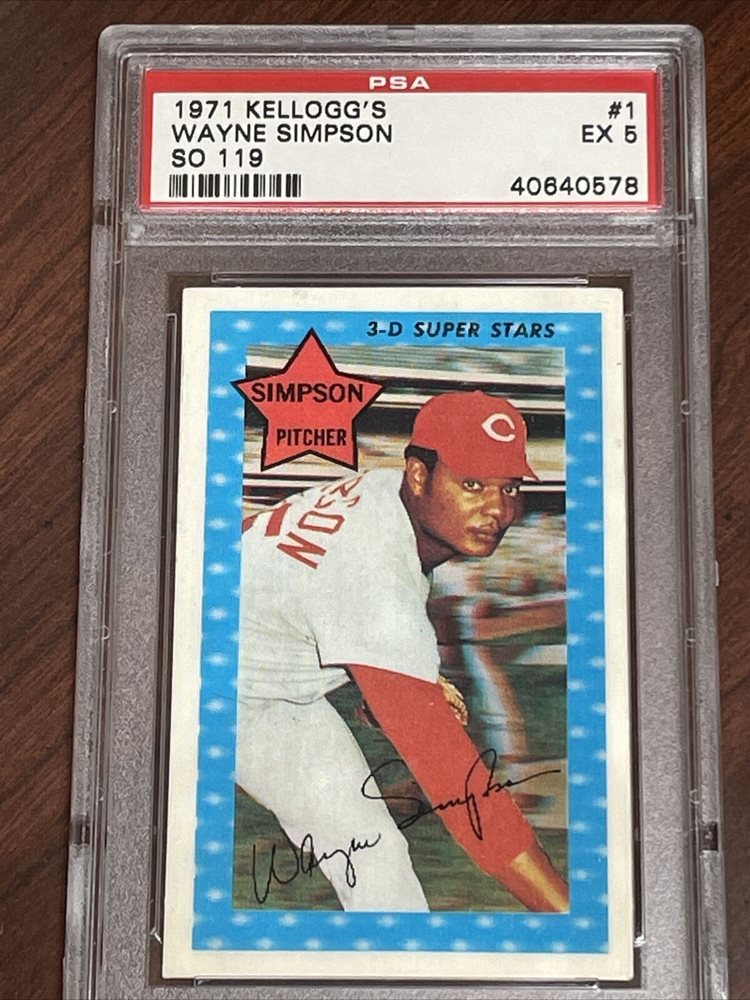 PSA
1971 KELLOGG'S #1
WAYNE SIMPSON EX 5
SO 119
40640578
3-D SUPER STARS
SIMPSON
PITCHER
C
Wayne Simpson